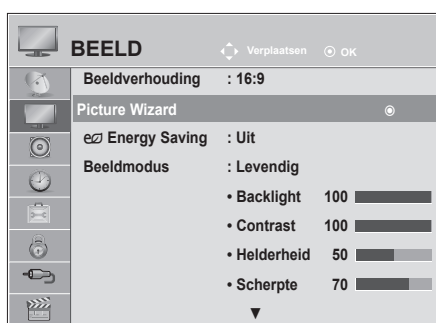 BEELD Verplaatsen OK
Beeldverhouding : 16:9
Picture Wizard
Energy Saving : Uit
Beeldmodus : Levendig
• Backlight 100
• Contrast 100
• Helderheid 50
• Scherpte 70